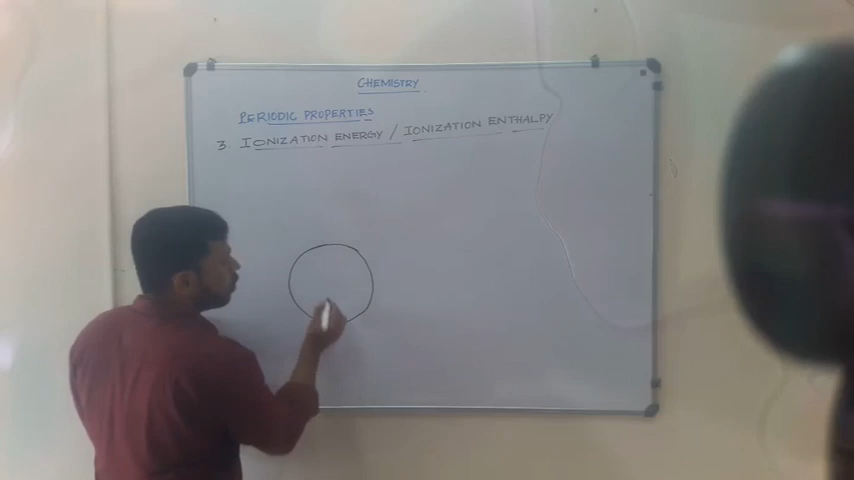 CHEMISTRY
PERIODIC PROPERTIES
3 IONIZATION ENERGY / IONIZATION ENTHALPY